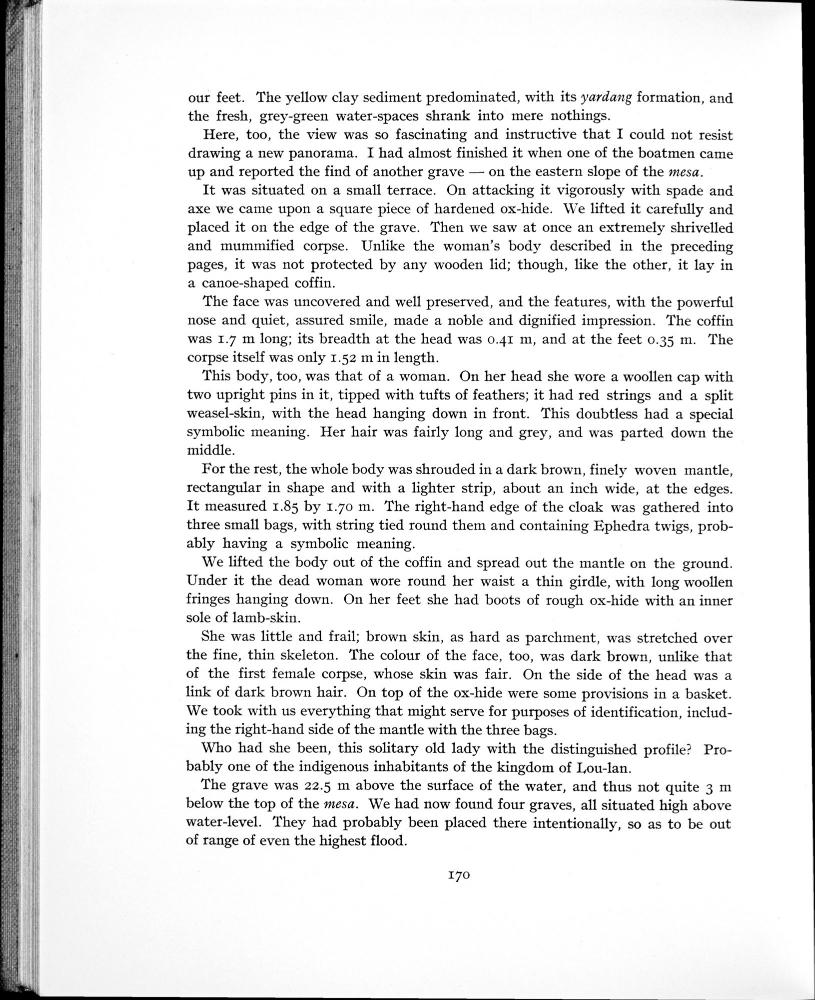 our feet. The yellow clay sediment predominated, with its yardang formation, and
the fresh, grey-green water-spaces shrank into mere nothings.
Here, too, the view was so fascinating and instructive that I could not resist
drawing a new panorama. I had almost finished it when one of the boatmen came
up and reported the find of another grave — on the eastern slope of the mesa.
It was situated on a small terrace. On attacking it vigorously with spade and
axe we came upon a square piece of hardened ox-hide. We lifted it carefully and
placed it on the edge of the grave. Then we saw at once an extremely shrivelled
and mummified corpse. Unlike the woman's body described in the preceding
pages, it was not protected by any wooden lid; though, like the other, it lay in
a canoe-shaped coffin.
The face was uncovered and well preserved, and the features, with the powerful
nose and quiet, assured smile, made a noble and dignified impression. The coffin
was 1.7 m long; its breadth at the head was 0.41 m, and at the feet 0.35 m. The
corpse itself was only 1.52 m in length.
This body, too, was that of a woman. On her head she wore a woollen cap with
two upright pins in it, tipped with tufts of feathers; it had red strings and a split
weasel-skin, with the head hanging down in front. This doubtless had a special
symbolic meaning. Her hair was fairly long and grey, and was parted down the
middle.
For the rest, the whole body was shrouded in a dark brown, finely woven mantle,
rectangular in shape and with a lighter strip, about an inch wide, at the edges.
It measured 1.85 by 1.70 m. The right-hand edge of the cloak was gathered into
three small bags, with string tied round them and containing Ephedra twigs, prob-
ably having a symbolic meaning.
We lifted the body out of the coffin and spread out the mantle on the ground.
Under it the dead woman wore round her waist a thin girdle, with long woollen
fringes hanging down. On her feet she had boots of rough ox-hide with an inner
sole of lamb-skin.
She was little and frail; brown skin, as hard as parchment, was stretched over
the fine, thin skeleton. The colour of the face, too, was dark brown, unlike that
of the first female corpse, whose skin was fair. On the side of the head was a
link of dark brown hair. On top of the ox-hide were some provisions in a basket.
We took with us everything that might serve for purposes of identification, includ-
ing the right-hand side of the mantle with the three bags.
Who had she been, this solitary old lady with the distinguished profile? Pro-
bably one of the indigenous inhabitants of the kingdom of Lou-lan.
The grave was 22.5 m above the surface of the water, and thus not quite 3 m
below the top of the mesa. We had now found four graves, all situated high above
water-level. They had probably been placed there intentionally, so as to be out
of range of even the highest flood.
170